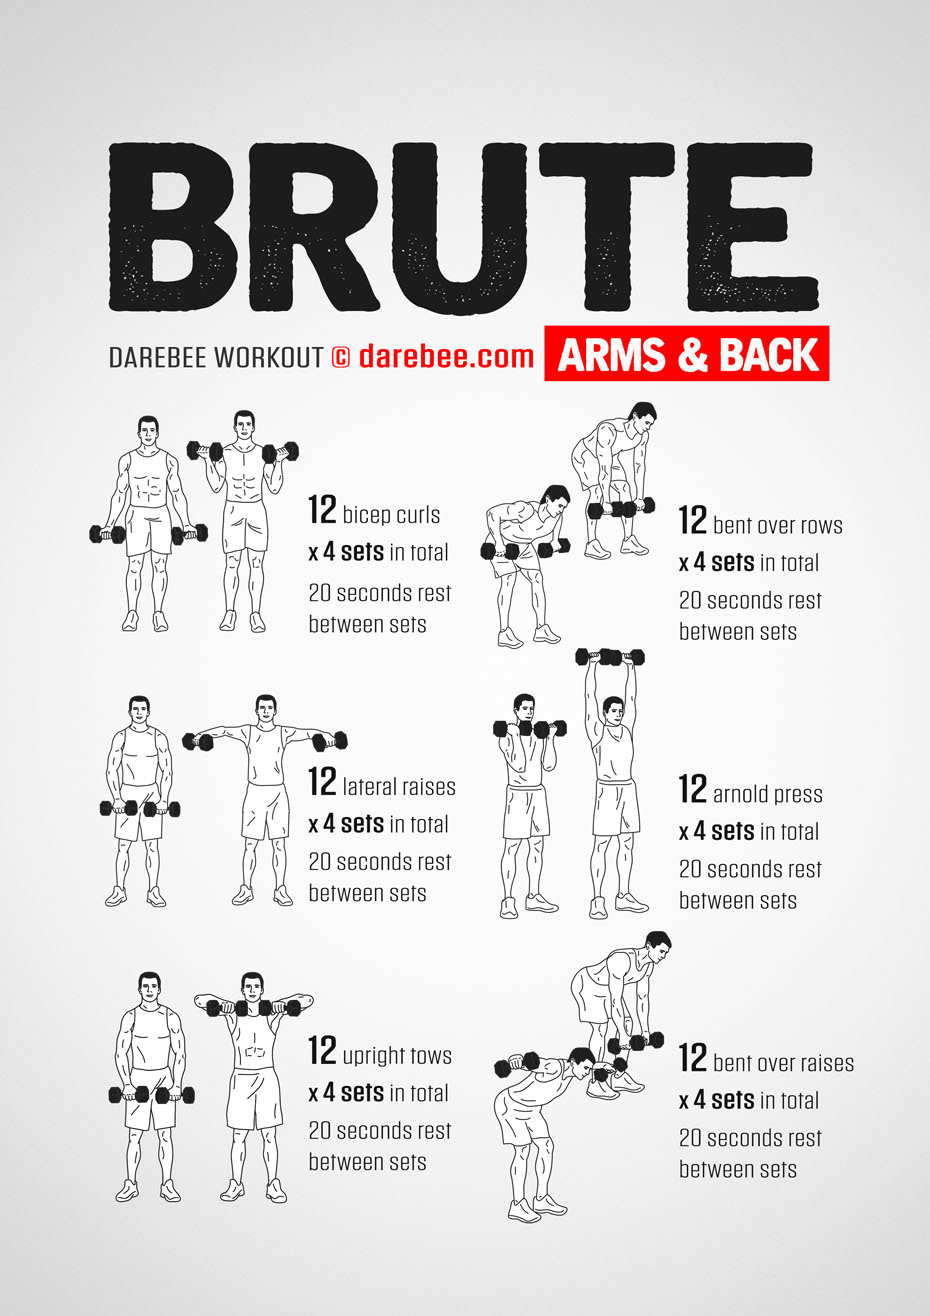 BRUTE
DAREBEE WORKOUT © darebee.com
ARMS & BACK
12 bicep curls
x 4 sets in total
20 seconds rest
between sets
12 bent over rows
x 4 sets in total
20 seconds rest
between sets
12 lateral raises
x 4 sets in total
20 seconds rest
between sets
12 arnold press
x 4 sets in total
20 seconds rest
between sets
12 upright tows
x 4 sets in total
20 seconds rest
between sets
12 bent over raises
x 4 sets in total
20 seconds rest
between sets